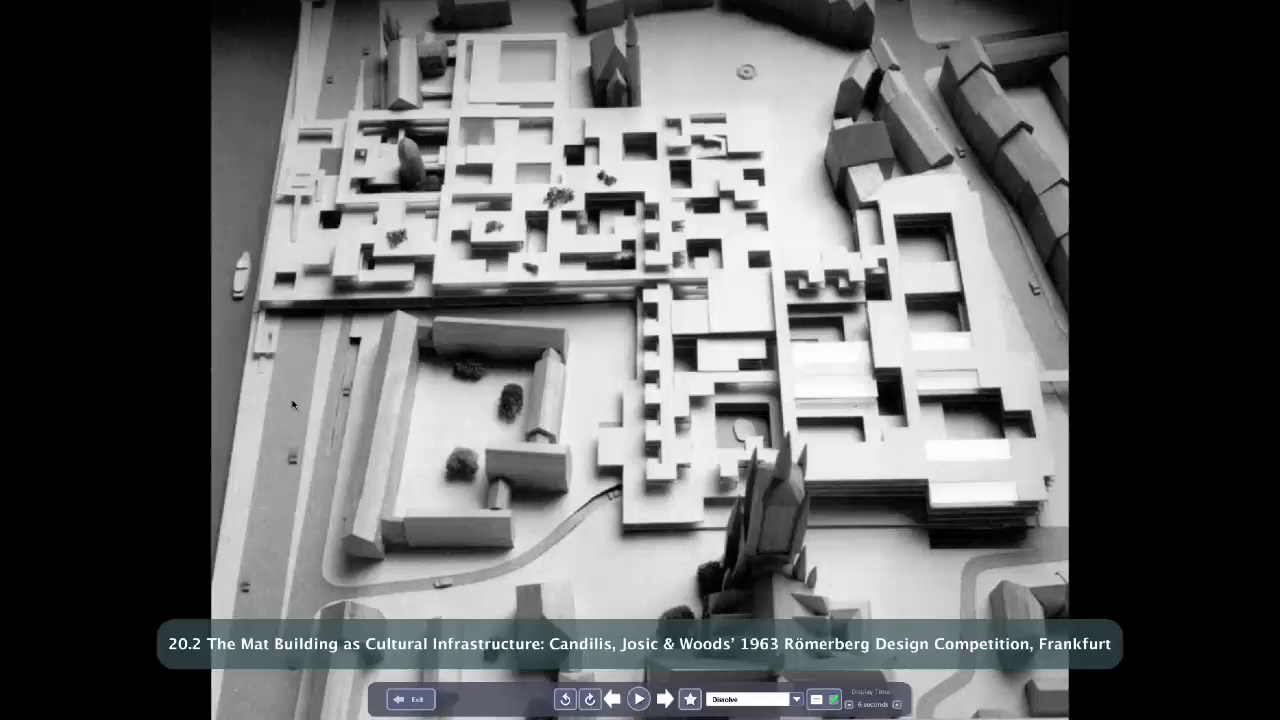 20.2 The Mat Building as Cultural Infrastructure: Candilis, Josic & Woods’ 1963 Römerberg Design Competition, Frankfurt
Exit
Dissolve
Display Time
6 seconds